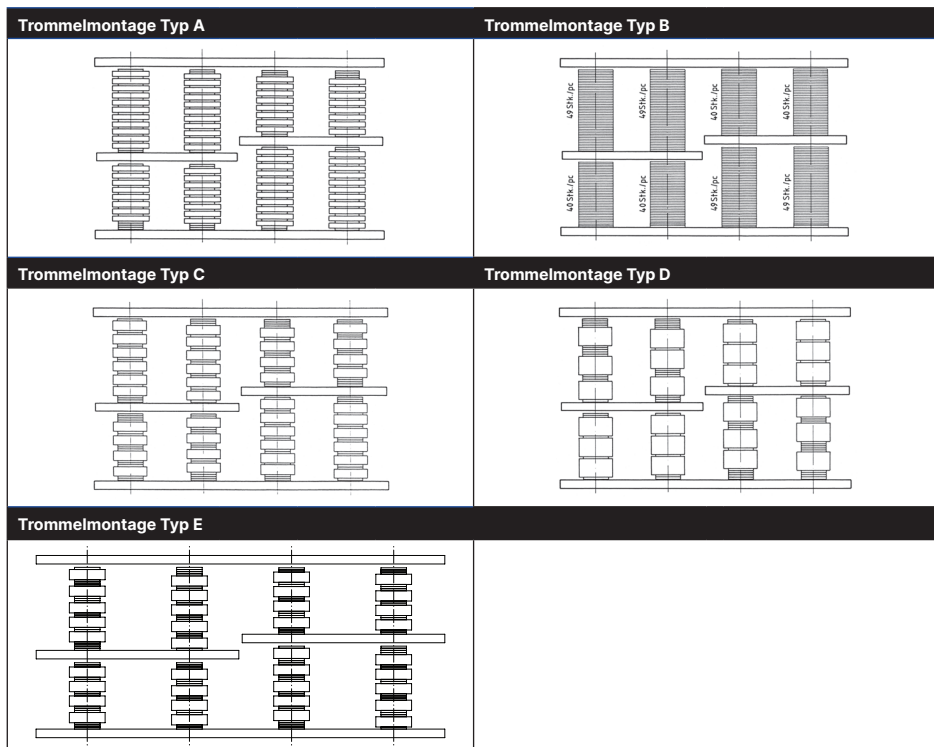 Trommelmontage Typ A
Trommelmontage Typ B
49 Stk./pc
49 Stk./pc
40 Stk./pc
40 Stk./pc
40 Stk./pc
40 Stk./pc
49 Stk./pc
49 Stk./pc
Trommelmontage Typ C
Trommelmontage Typ D
Trommelmontage Typ E